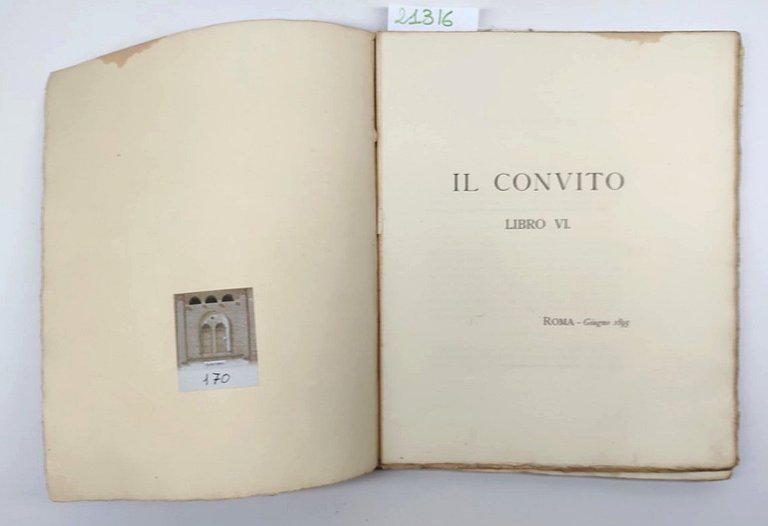 21316
IL CONVITO
LIBRO VI.
ROMA - Giugno 1895
170